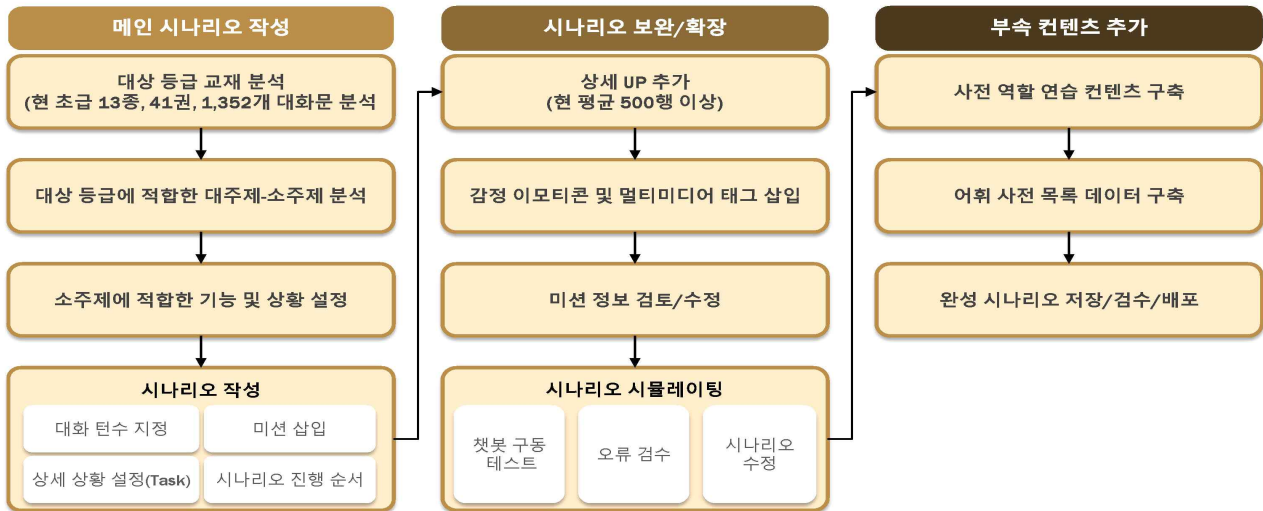 메인 시나리오 작성
대상 등급 교재 분석
(현 초급 13종, 41권, 1,352개 대화문 분석
대상 등급에 적합한 대주제-소주제 분석
소주제에 적합한 기능 및 상황 설정
시나리오 작성
대화 턴수 지정
미션 삽입
상세 상황 설정(Task)
시나리오 진행 순서
시나리오 보완/확장
상세 UP 추가
(현 평균 500행 이상)
감정 이모티콘 및 멀티미디어 태그 삽입
미션 정보 검토/수정
시나리오 시뮬레이팅
챗봇 구동
테스트
오류 검수
시나리오
수정
부속 컨텐츠 추가
사전 역할 연습 컨텐츠 구축
어휘 사전 목록 데이터 구축
완성 시나리오 저장/검수/배포